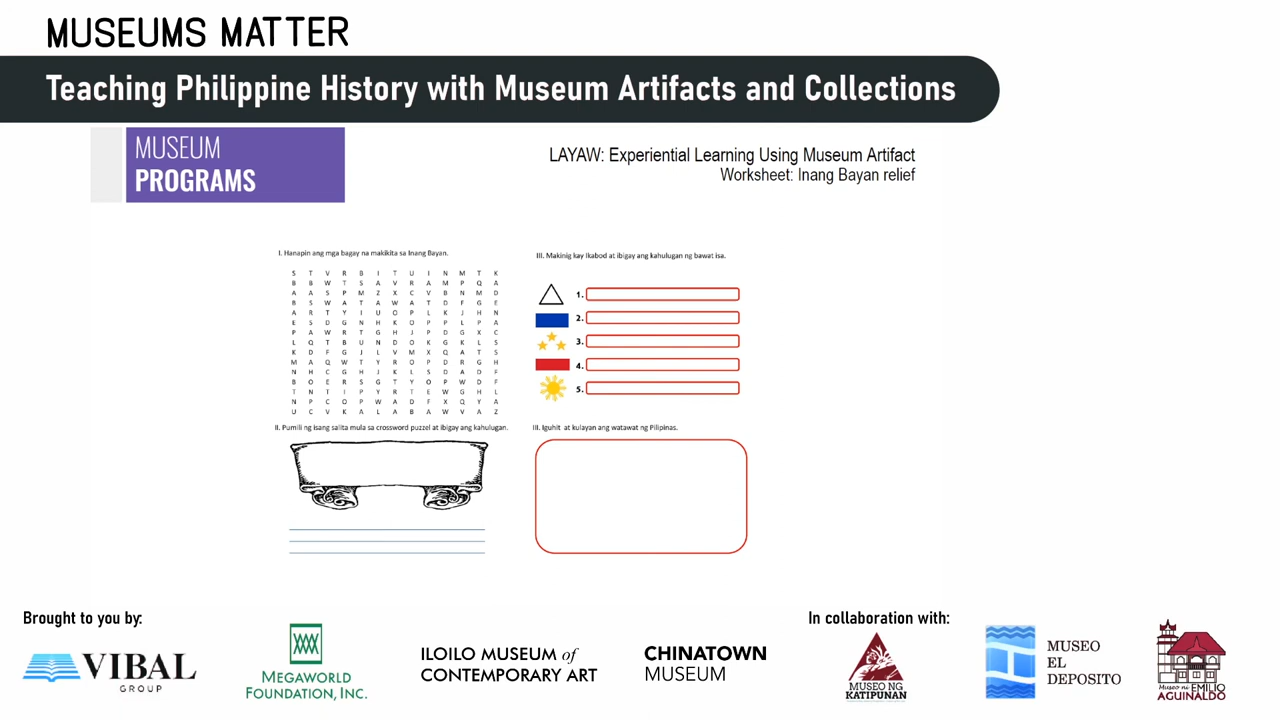 MUSEUMS MATTER
Teaching Philippine History with Museum Artifacts and Collections
MUSEUM
PROGRAMS
LAYAW: Experiential Learning Using Museum Artifact
Worksheet: Inang Bayan relief
I. Hanapin ang mga bagay na makikita sa Inang Bayan.
S T V R B I T U I N M T K
B B W T S A V R A M P Q A
A A S P M Z X C V B N M D
B S W A T A W A T D F G E
A R T Y I U O P L K J H N
E S D G N H K O P P L P A
P A W R T G H J P D G X C
L Q T B U N D O K G K L S
K D F G J L V M X Q A T S
M A Q W T Y R O P D R G H
N H C G H J K L S D A D F
B O E R S G T Y O P W D F
T N T I P Y R T E W G H L
N P C O P W A D F X Q Y A
U C V K A L A B A W V A Z
II. Pumili ng isang salita mula sa crossword puzzel at ibigay ang kahulugan.
III. Makinig kay Ikabod at ibigay ang kahulugan ng bawat isa.
1.
2.
3.
4.
5.
III. Iguhit at kulayan ang watawat ng Pilipinas.
Brought to you by:
VIBAL
GROUP
MEGAWORLD
FOUNDATION, INC.
ILOILO MUSEUM of
CONTEMPORARY ART
CHINATOWN
MUSEUM
In collaboration with:
MUSEO NG
KATIPUNAN
MUSEO
EL
DEPOSITO
Museo ni EMILIO
AGUINALDO